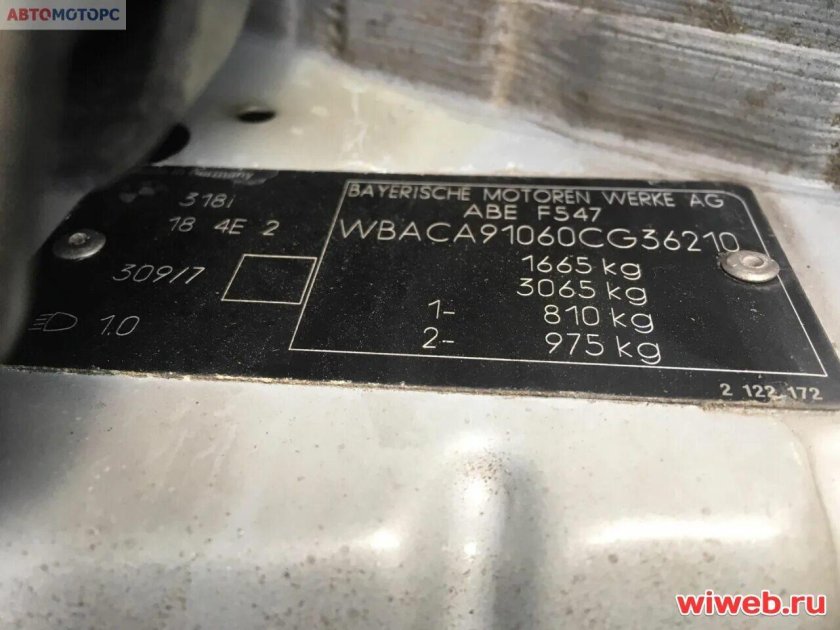 АВТОМОТОРС
Germany
318i
18 4E 2
309/7
1.0
BAYERISCHE MOTOREN WERKE AG
ABE F547
WBACA91060CG36210
1665 kg
3065 kg
1- 810 kg
2- 975 kg
2 122 172
wiweb.ru